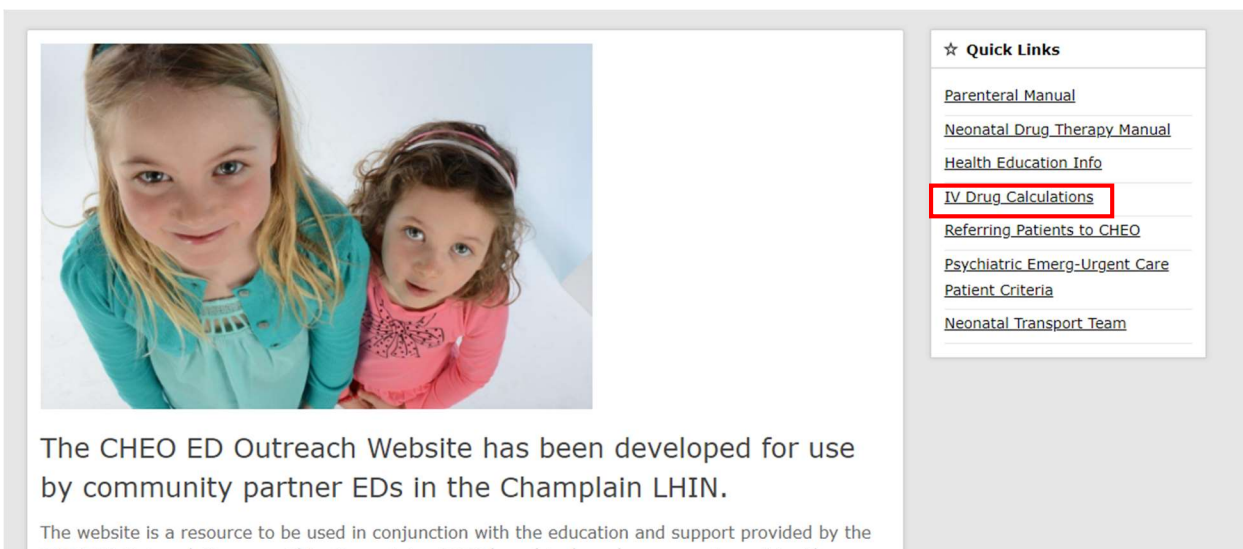 The CHEO ED Outreach Website has been developed for use
by community partner EDs in the Champlain LHIN.
The website is a resource to be used in conjunction with the education and support provided by the
☆ Quick Links
Parenteral Manual
Neonatal Drug Therapy Manual
Health Education Info
IV Drug Calculations
Referring Patients to CHEO
Psychiatric Emerg-Urgent Care
Patient Criteria
Neonatal Transport Team